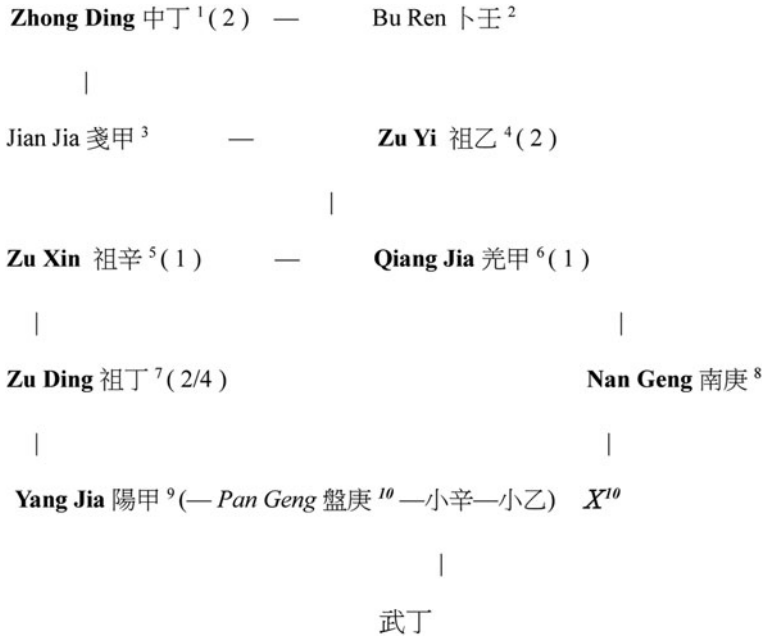 Zhong Ding 中丁 ¹( 2 ) — Bu Ren 卜壬 ²
|
Jian Jia 戔甲 ³ — Zu Yi 祖乙 ⁴( 2 )
|
Zu Xin 祖辛 ⁵( 1 ) — Qiang Jia 羌甲 ⁶( 1 )
| |
Zu Ding 祖丁 ⁷( 2/4 ) Nan Geng 南庚 ⁸
| |
Yang Jia 陽甲 ⁹(— Pan Geng 盤庚 ¹⁰ —小辛—小乙) X¹⁰
|
武丁